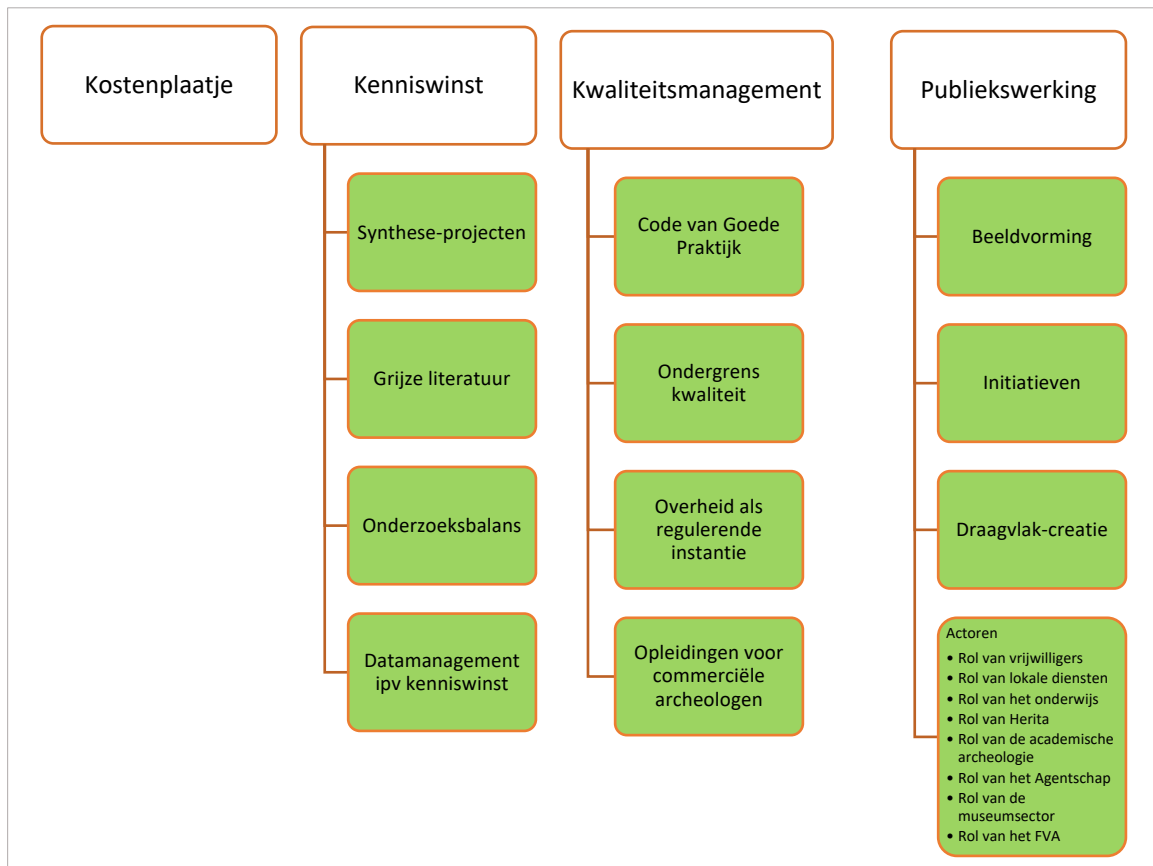 Kostenplaatje
Kenniswinst
Synthese-projecten
Grijze literatuur
Onderzoeksbalans
Datamanagement
ipv kenniswinst
Kwaliteitsmanagement
Code van Goede
Praktijk
Ondergrens
kwaliteit
Overheid als
regulerende
instantie
Opleidingen voor
commerciële
archeologen
Publiekswerking
Beeldvorming
Initiatieven
Draagvlak-creatie
Actoren
• Rol van vrijwilligers
• Rol van lokale diensten
• Rol van het onderwijs
• Rol van Herita
• Rol van de academische
archeologie
• Rol van het Agentschap
• Rol van de
museumsector
• Rol van het FVA